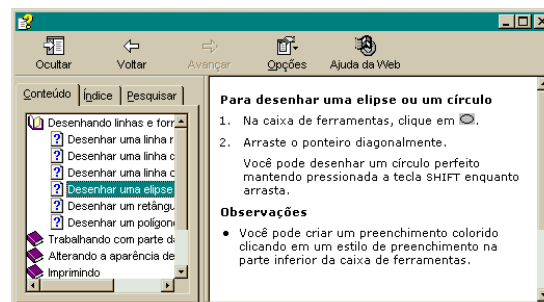 Ocultar Voltar Avançar Opções Ajuda da Web
Conteúdo Índice Pesquisar
Desenhando linhas e forr
Desenhar uma linha r
Desenhar uma linha c
Desenhar uma linha c
Desenhar uma elipse
Desenhar um retângu
Desenhar um polígon
Trabalhando com parte da
Alterando a aparência de
Imprimindo
Para desenhar uma elipse ou um círculo
1. Na caixa de ferramentas, clique em .
2. Arraste o ponteiro diagonalmente.
Você pode desenhar um círculo perfeito
mantendo pressionada a tecla SHIFT enquanto
arrasta.
Observações
• Você pode criar um preenchimento colorido
clicando em um estilo de preenchimento na
parte inferior da caixa de ferramentas.